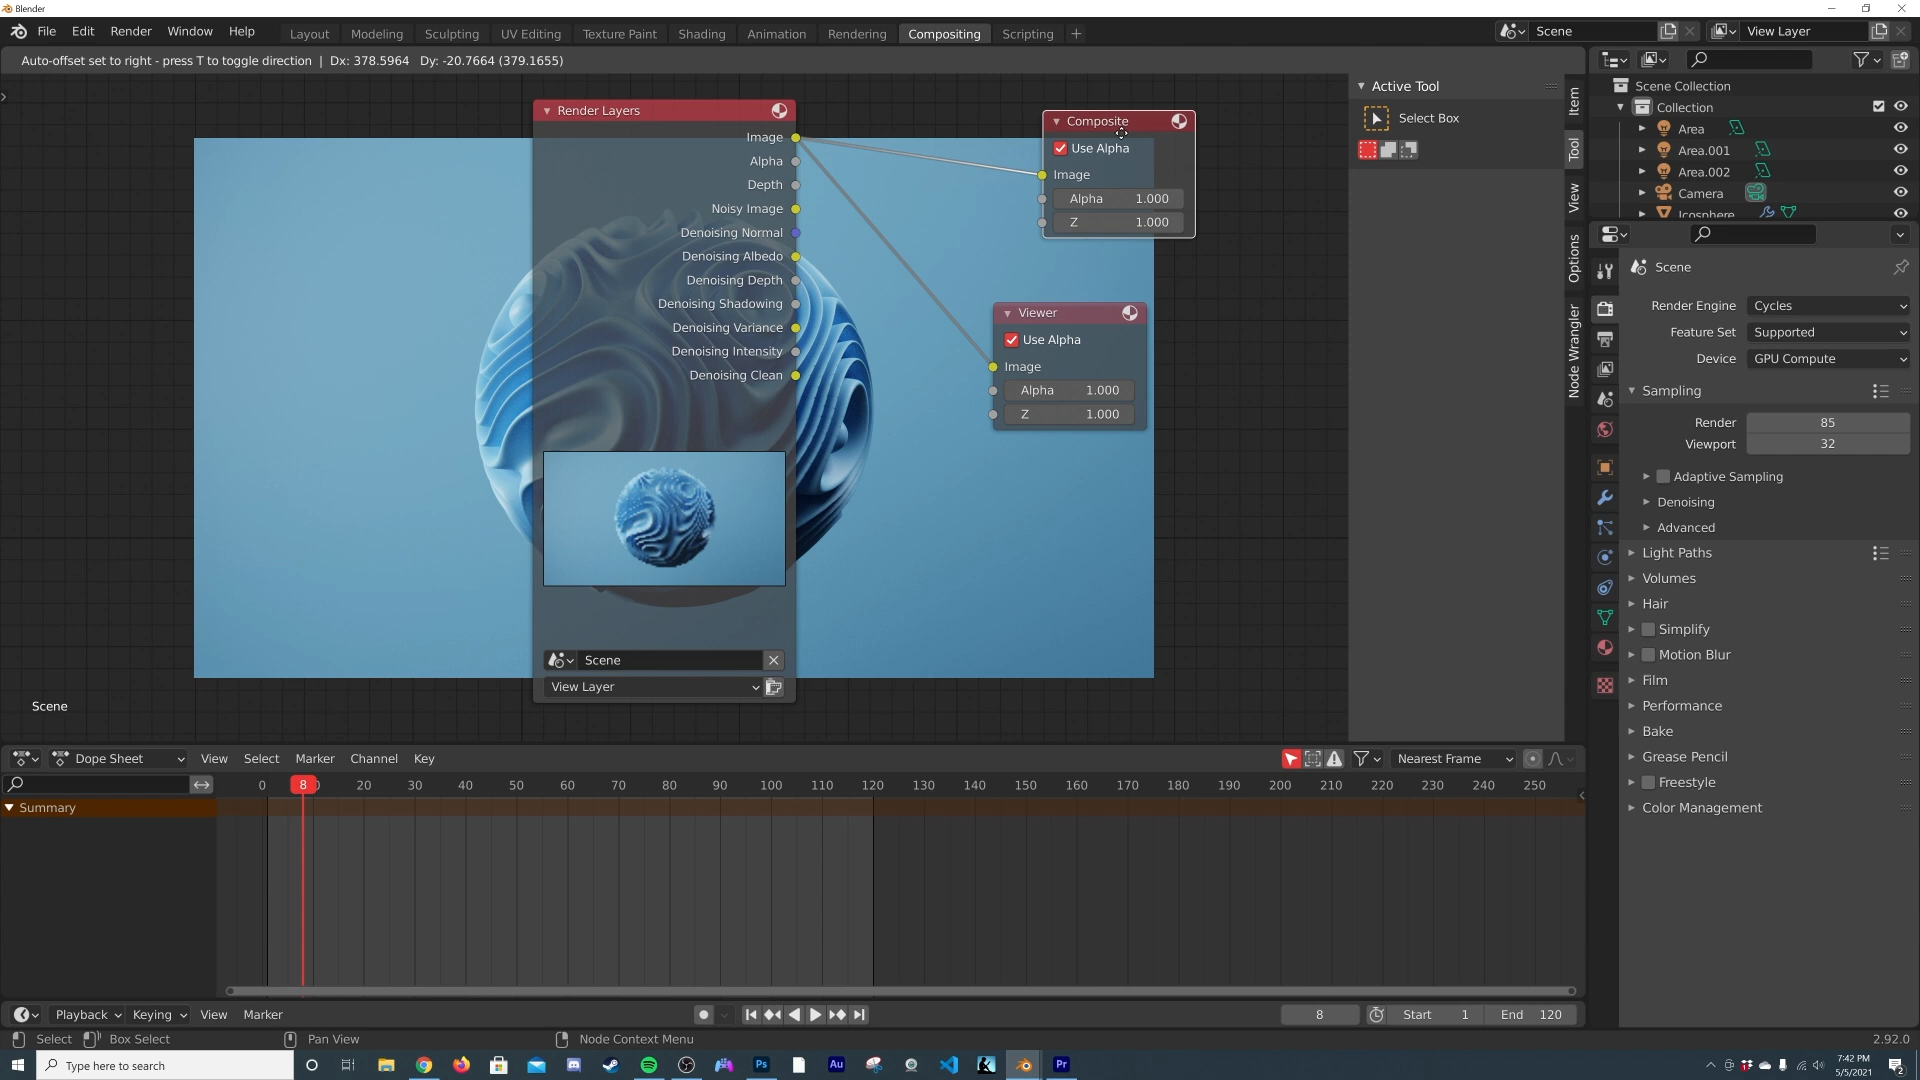 Blender
File Edit Render Window Help
Layout Modeling Sculpting UV Editing Texture Paint Shading Animation Rendering Compositing Scripting +
Scene
View Layer
Auto-offset set to right - press T to toggle direction | Dx: 378.5964 Dy: -20.7664 (379.1655)
Render Layers
Image
Alpha
Depth
Noisy Image
Denoising Normal
Denoising Albedo
Denoising Depth
Denoising Shadowing
Denoising Variance
Denoising Intensity
Denoising Clean
Scene
View Layer
Composite
Use Alpha
Image
Alpha 1.000
Z 1.000
Viewer
Use Alpha
Image
Alpha 1.000
Z 1.000
Scene
Active Tool
Select Box
Item
Tool
View
Options
Node Wrangler
Scene Collection
Collection
Area
Area.001
Area.002
Camera
Icosphere
Scene
Render Engine Cycles
Feature Set Supported
Device GPU Compute
Sampling
Render 85
Viewport 32
Adaptive Sampling
Denoising
Advanced
Light Paths
Volumes
Hair
Simplify
Motion Blur
Film
Performance
Bake
Grease Pencil
Freestyle
Color Management
Dope Sheet View Select Marker Channel Key
Nearest Frame
0 8 20 30 40 50 60 70 80 90 100 110 120 130 140 150 160 170 180 190 200 210 220 230 240 250
Summary
Playback Keying View Marker
8 Start 1 End 120
Select Box Select Pan View Node Context Menu
2.92.0
Type here to search
Ps Au Pr
7:42 PM
5/5/2021
2